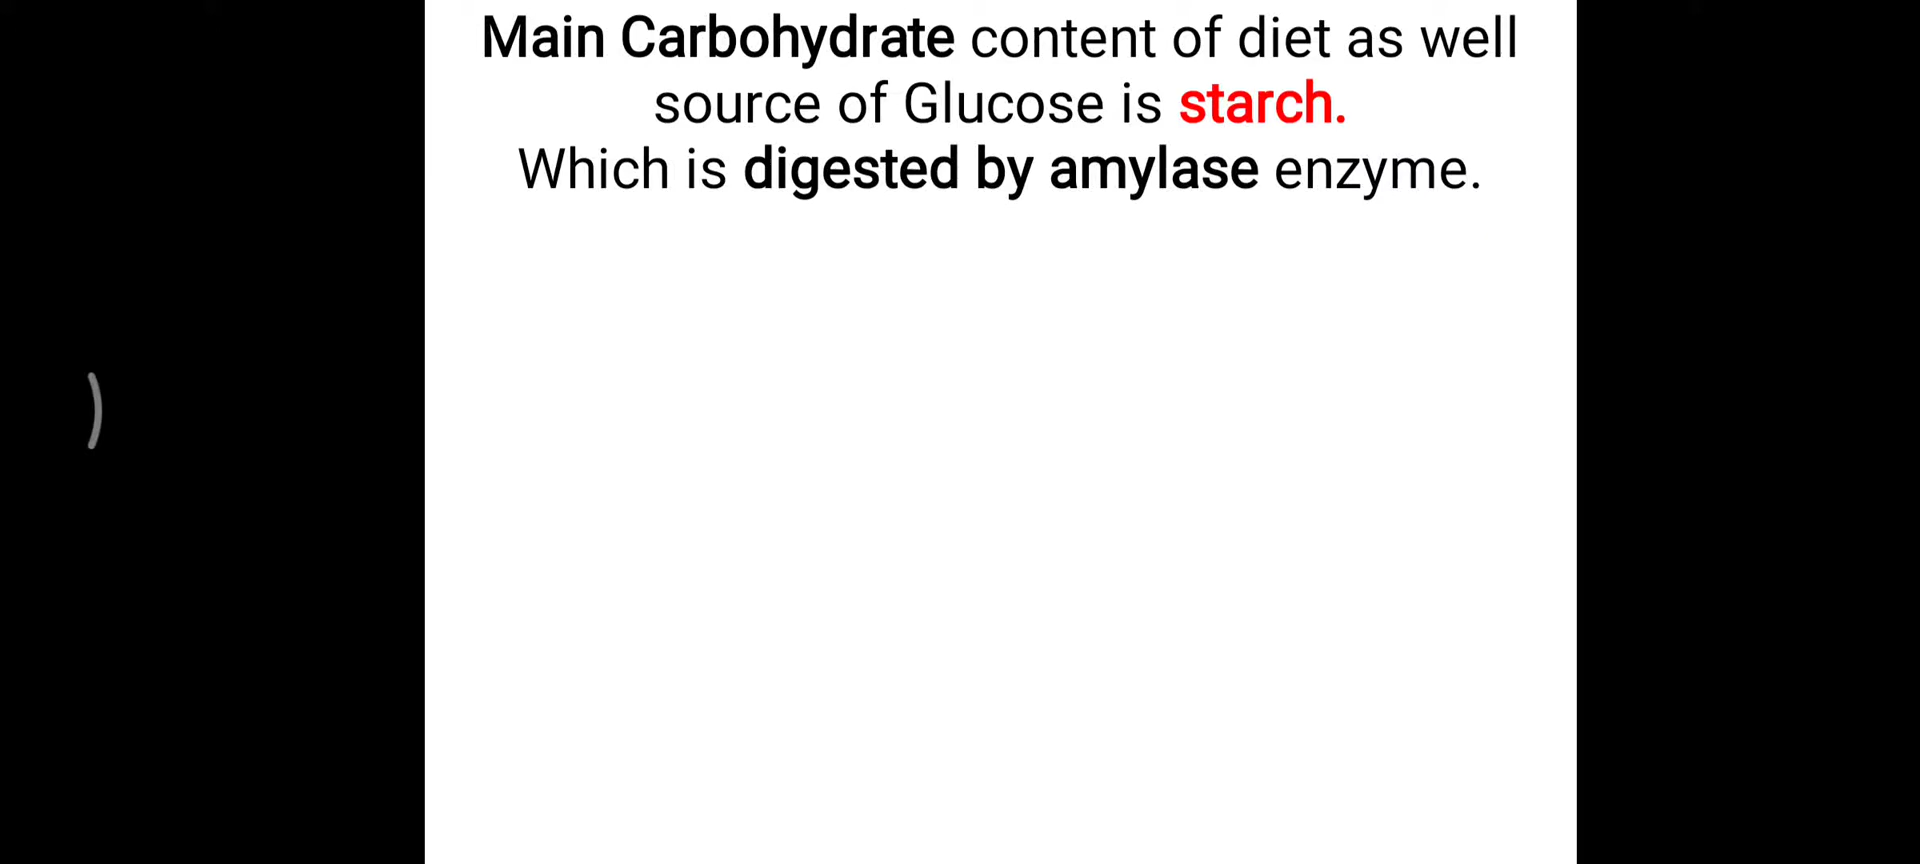 Main Carbohydrate content of diet as well
source of Glucose is starch.
Which is digested by amylase enzyme.